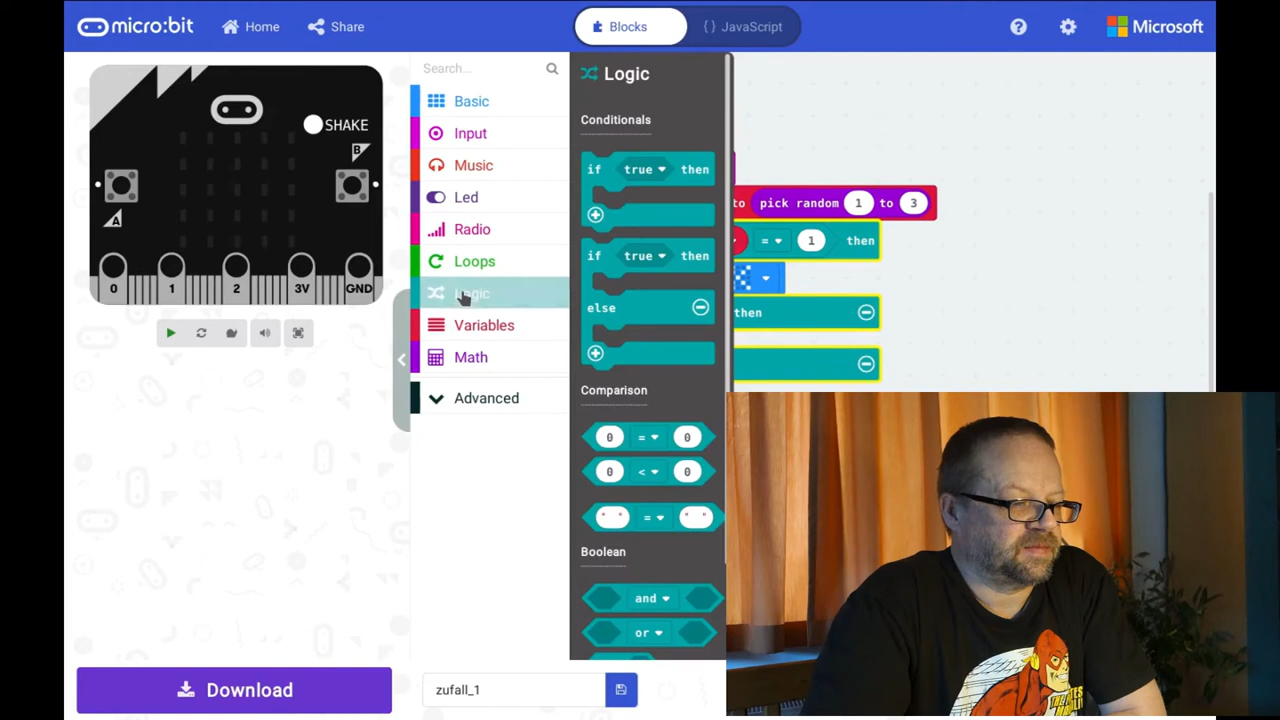 micro:bit Home Share Blocks {} JavaScript ? Microsoft
Search...
Basic
Input
Music
Led
Radio
Loops
Logic
Variables
Math
Advanced
SHAKE
B
A
0 1 2 3V GND
Logic
Conditionals
if true then
if true then
else
Comparison
0 = 0
0 < 0
" " = " "
Boolean
and
or
to pick random 1 to 3
= 1 then
then
Download
zufall_1